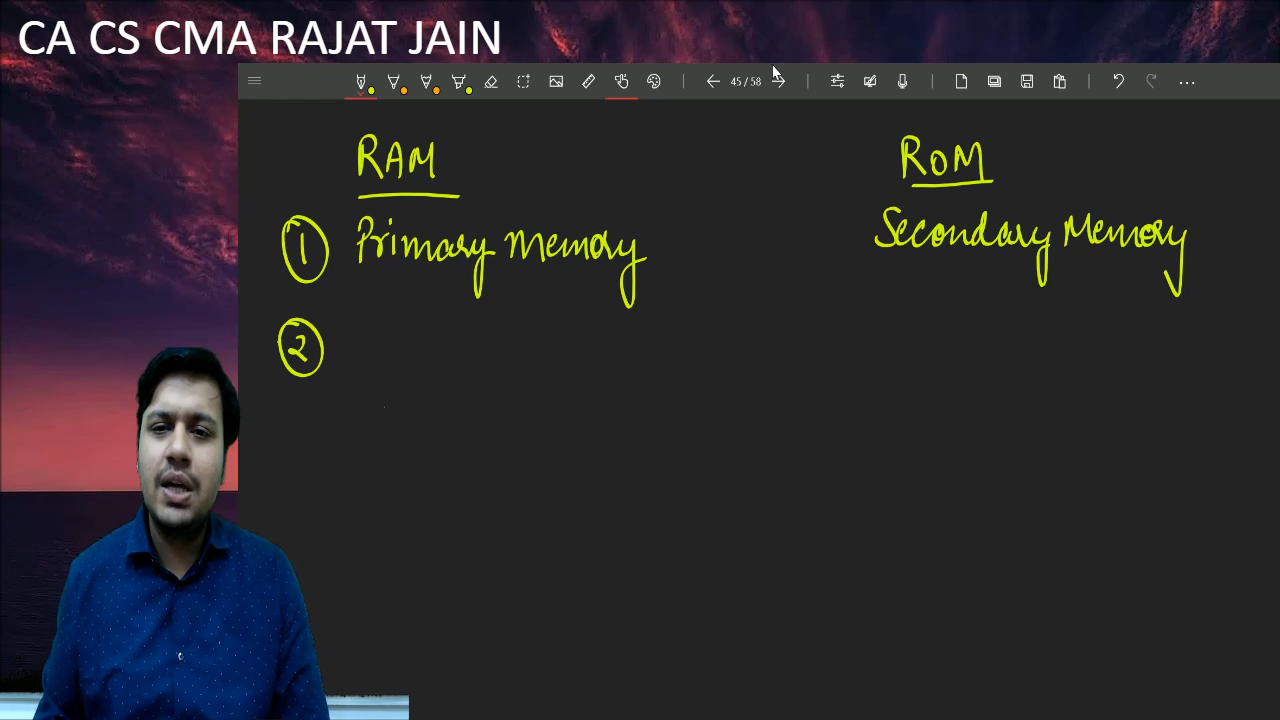 CA CS CMA RAJAT JAIN
45 / 58
RAM ROM
1 Primary Memory Secondary Memory
2